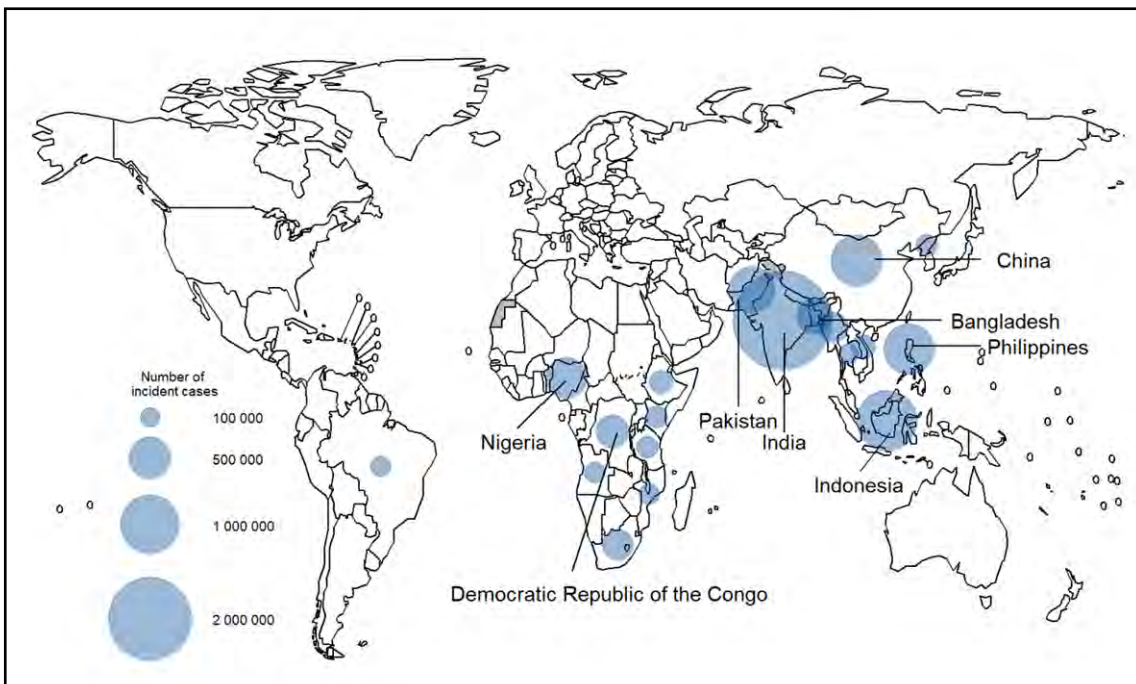 China
Bangladesh
Philippines
Pakistan
India
Nigeria
Indonesia
Democratic Republic of the Congo
Number of
incident cases
100 000
500 000
1 000 000
2 000 000